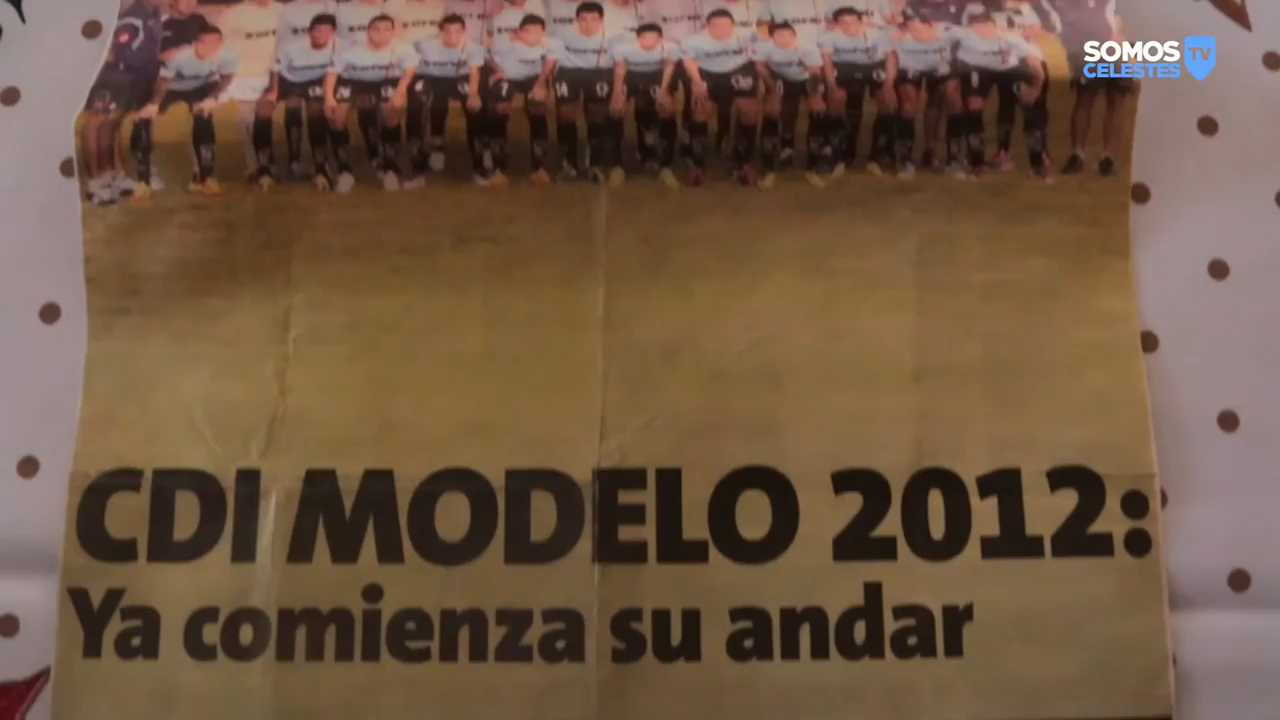 SOMOS
CELESTES TV
CDI MODELO 2012:
Ya comienza su andar